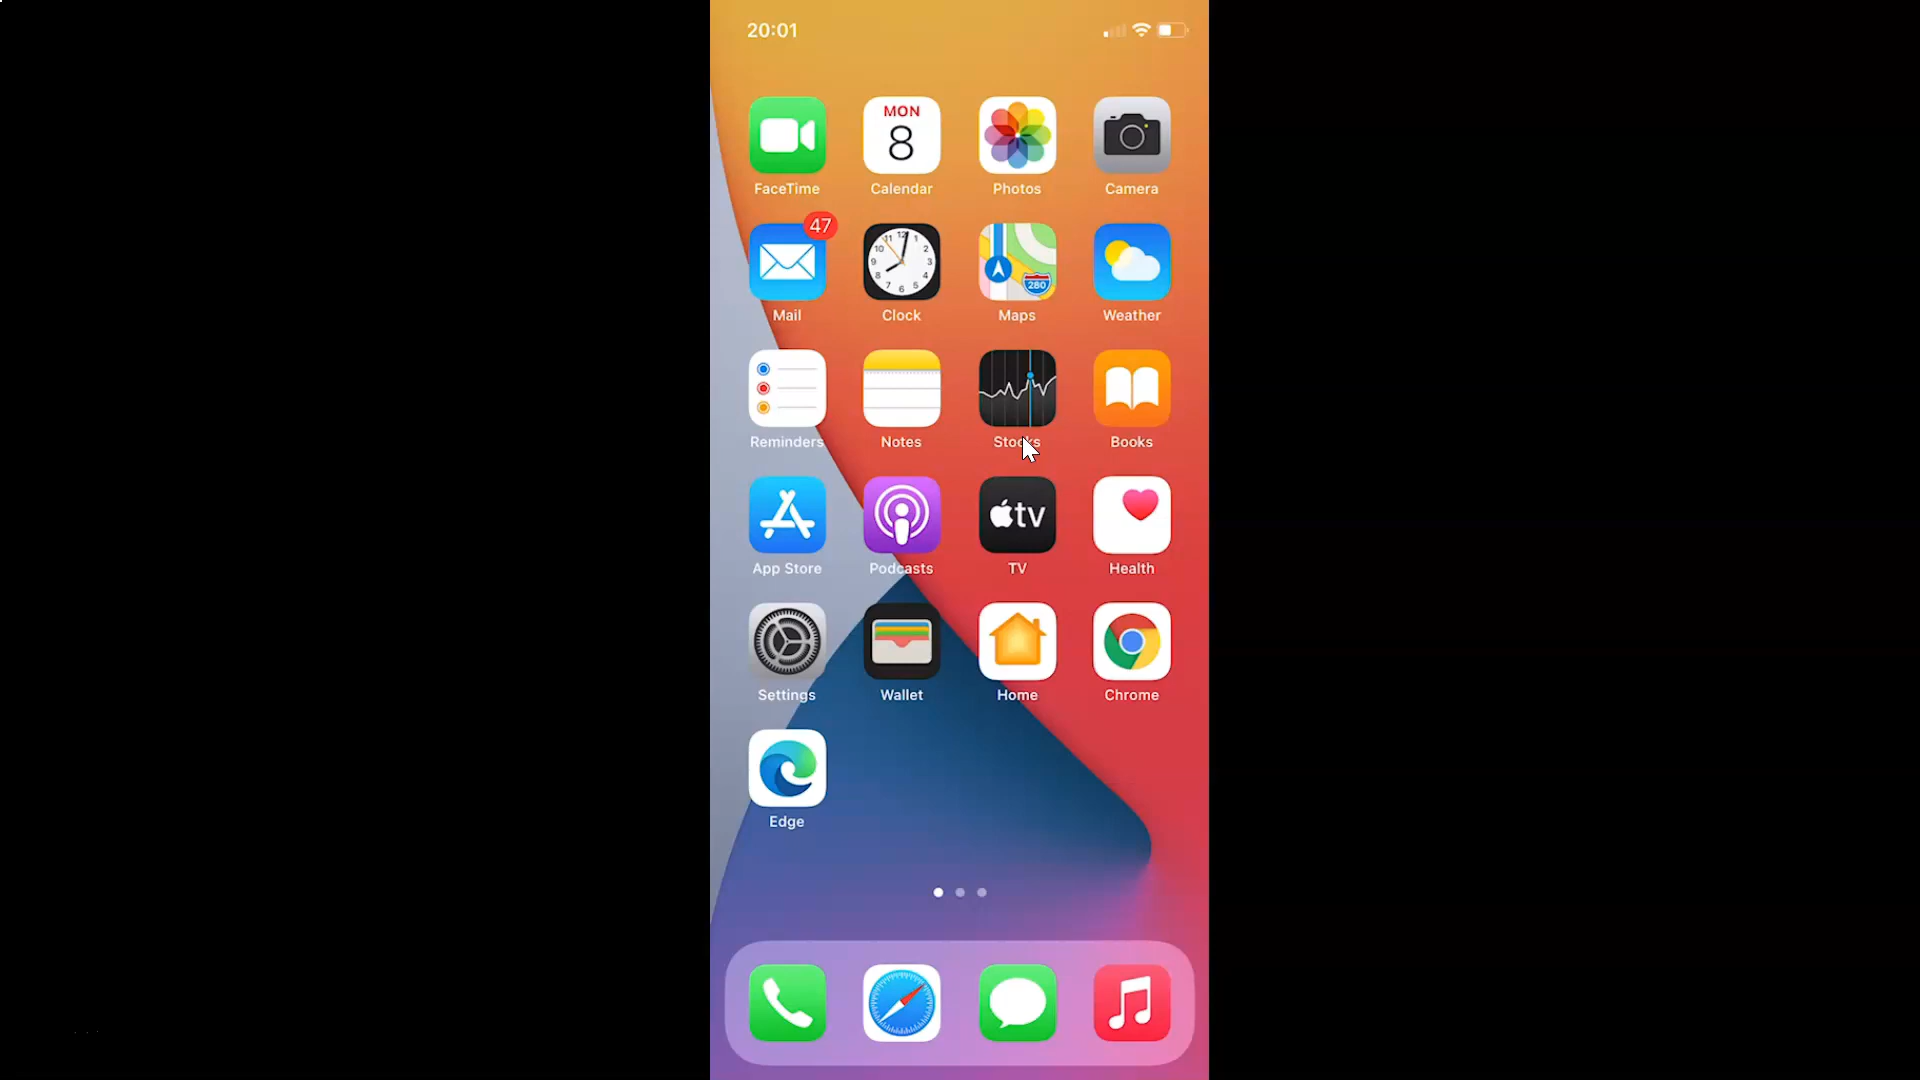 20:01
MON
8
FaceTime Calendar Photos Camera
47
12
280
Mail Clock Maps Weather
Reminders Notes Stocks Books
tv
App Store Podcasts TV Health
Settings Wallet Home Chrome
Edge